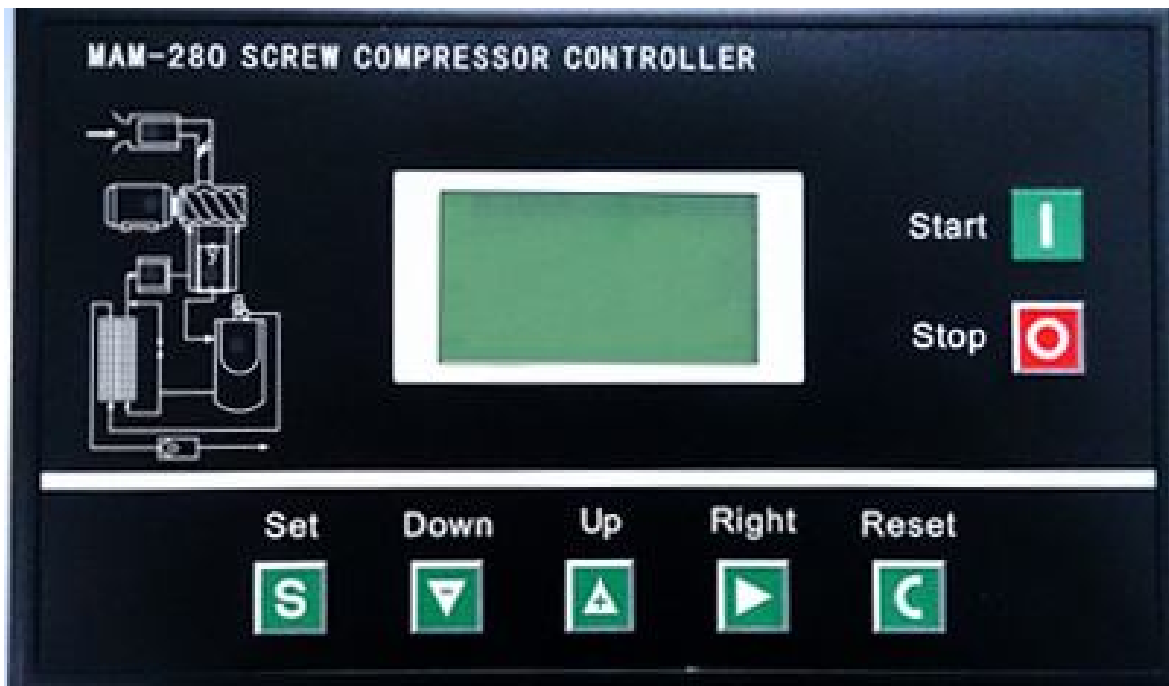 MAM-280 SCREW COMPRESSOR CONTROLLER
Start
Stop
Set Down Up Right Reset
S - + C